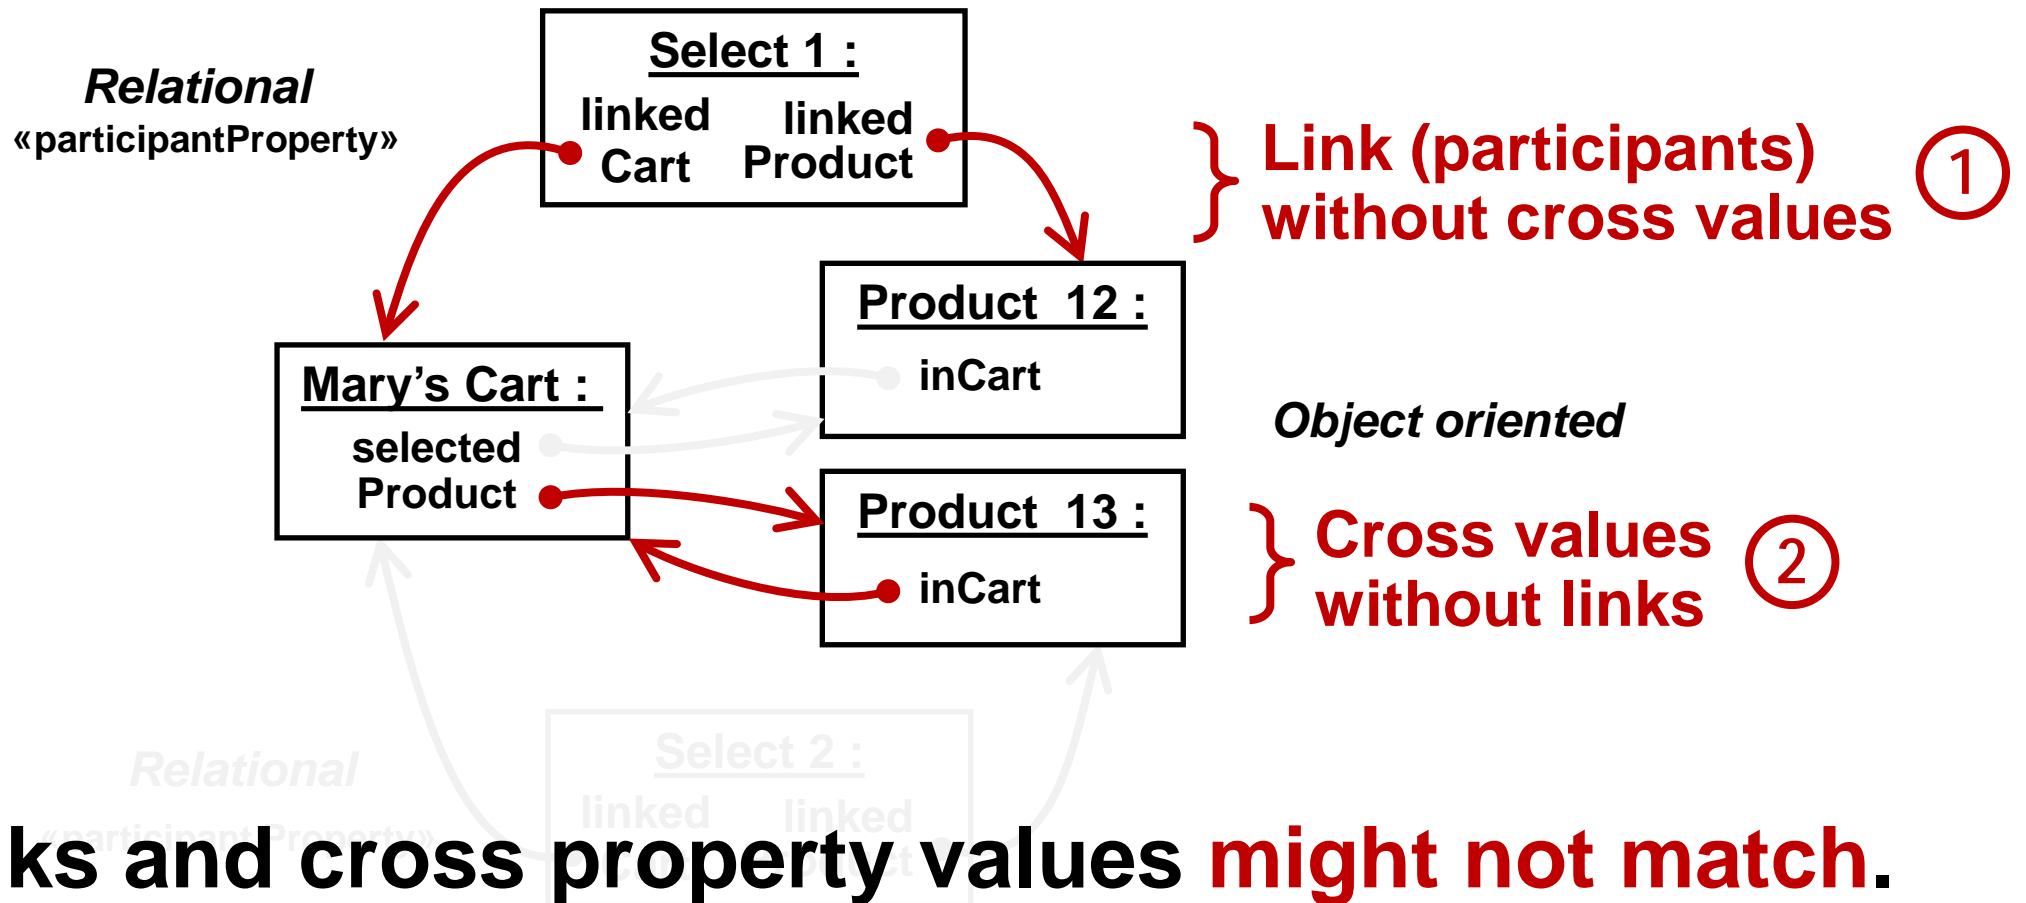 Select 1 :
Relational
«participantProperty»
linked
Cart
linked
Product
Link (participants)
without cross values
1
Product 12 :
inCart
Mary’s Cart :
selected
Product
Object oriented
Product 13 :
inCart
Cross values
without links
2
Relational
«participantProperty»
Select 2 :
linked
linked
ks and cross property values might not match.